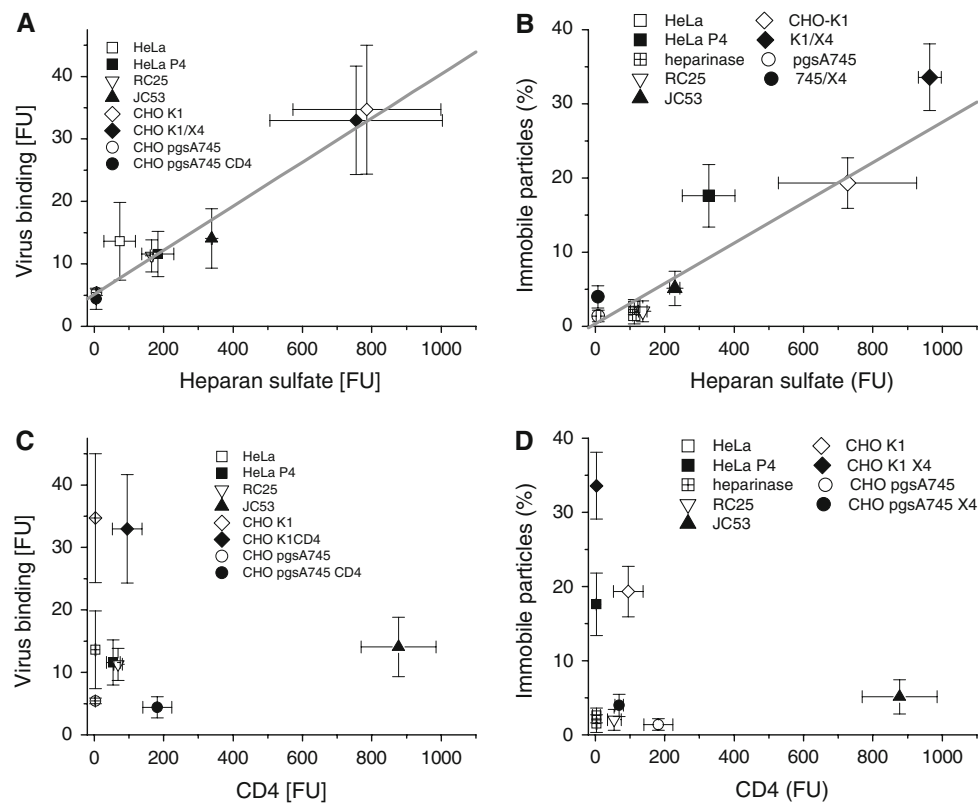 A
Virus binding [FU]
40
30
20
10
0
HeLa
HeLa P4
RC25
JC53
CHO K1
CHO K1/X4
CHO pgsA745
CHO pgsA745 CD4
0 200 400 600 800 1000
Heparan sulfate [FU]
B
Immobile particles (%)
40
30
20
10
0
HeLa
HeLa P4
heparinase
RC25
JC53
CHO-K1
K1/X4
pgsA745
745/X4
0 200 400 600 800 1000
Heparan sulfate (FU)
C
Virus binding [FU]
40
30
20
10
0
HeLa
HeLa P4
RC25
JC53
CHO K1
CHO K1CD4
CHO pgsA745
CHO pgsA745 CD4
0 200 400 600 800 1000
CD4 [FU]
D
Immobile particles (%)
40
30
20
10
0
HeLa
HeLa P4
heparinase
RC25
JC53
CHO K1
CHO K1 X4
CHO pgsA745
CHO pgsA745 X4
0 200 400 600 800 1000
CD4 (FU)